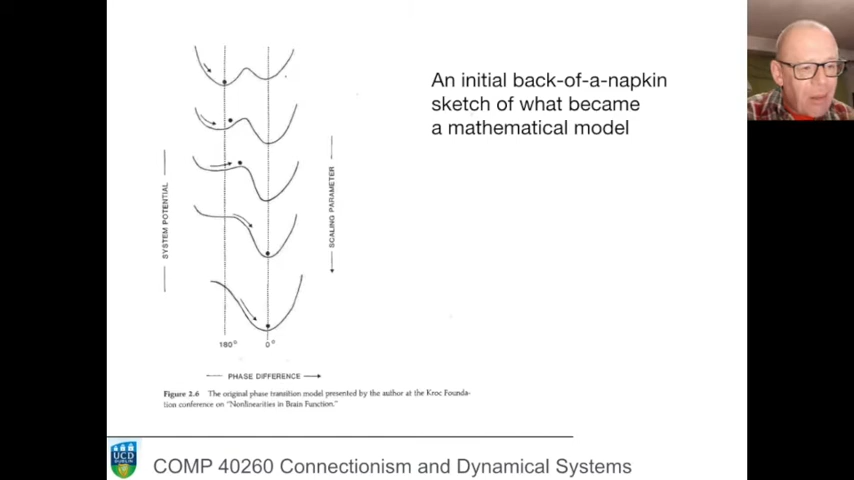 An initial back-of-a-napkin
sketch of what became
a mathematical model
SYSTEM POTENTIAL
SCALING PARAMETER
180° 0°
PHASE DIFFERENCE
Figure 2.6 The original phase transition model presented by the author at the Kroc Founda-
tion conference on "Nonlinearities in Brain Function."
UCD
DUBLIN
COMP 40260 Connectionism and Dynamical Systems